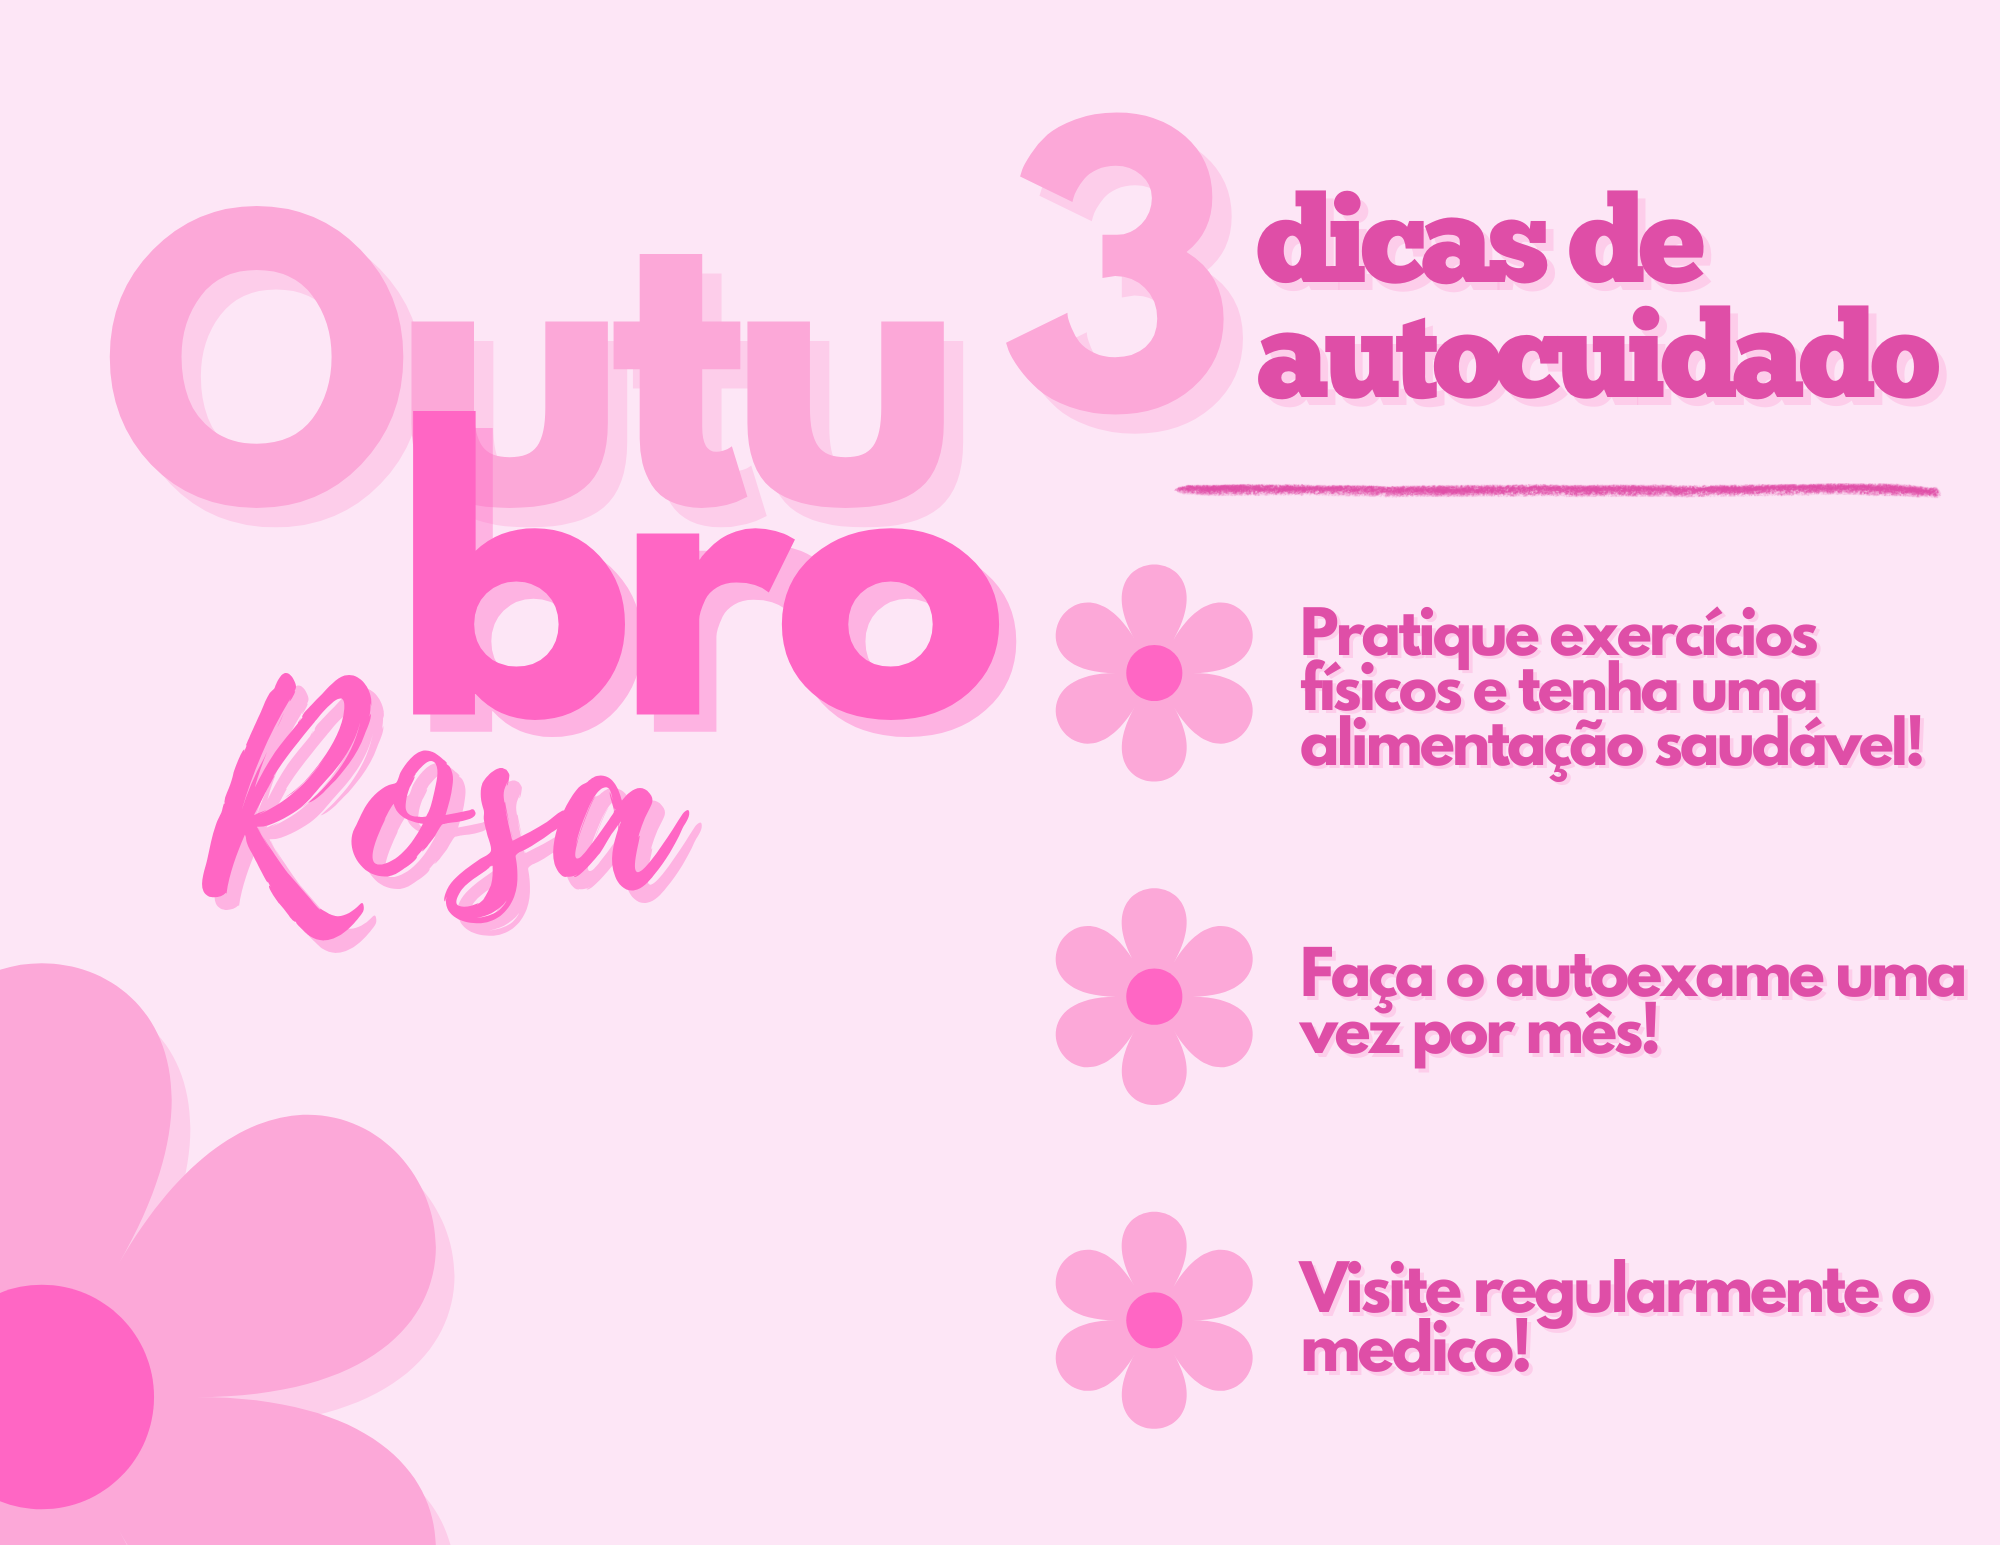 Outu
bro
Rosa
3 dicas de
autocuidado
Pratique exercícios
físicos e tenha uma
alimentação saudável!
Faça o autoexame uma
vez por mês!
Visite regularmente o
medico!